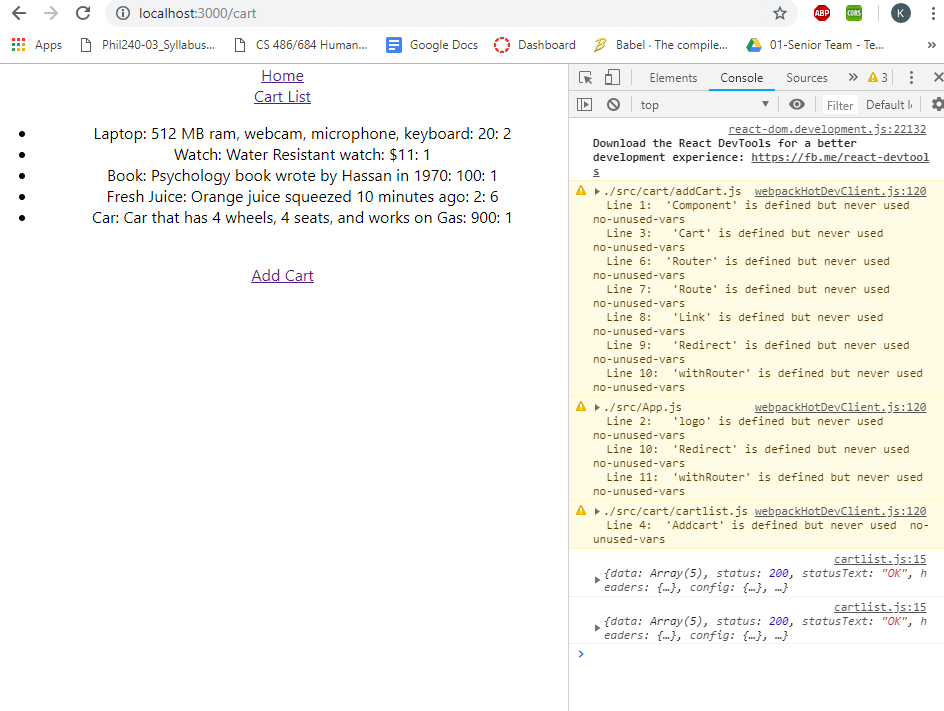 localhost:3000/cart
ABP
CORS
K
Apps
Phil240-03_Syllabus...
CS 486/684 Human...
Google Docs
Dashboard
Babel · The compile...
01-Senior Team - Te...
»
Home
Cart List
Laptop: 512 MB ram, webcam, microphone, keyboard: 20: 2
Watch: Water Resistant watch: $11: 1
Book: Psychology book wrote by Hassan in 1970: 100: 1
Fresh Juice: Orange juice squeezed 10 minutes ago: 2: 6
Car: Car that has 4 wheels, 4 seats, and works on Gas: 900: 1
Add Cart
Elements Console Sources » 3
top Filter Default l
react-dom.development.js:22132
Download the React DevTools for a better
development experience: https://fb.me/react-devtool
s
./src/cart/addCart.js webpackHotDevClient.js:120
Line 1: 'Component' is defined but never used
no-unused-vars
Line 3: 'Cart' is defined but never used
no-unused-vars
Line 6: 'Router' is defined but never used
no-unused-vars
Line 7: 'Route' is defined but never used
no-unused-vars
Line 8: 'Link' is defined but never used
no-unused-vars
Line 9: 'Redirect' is defined but never used
no-unused-vars
Line 10: 'withRouter' is defined but never used
no-unused-vars
./src/App.js webpackHotDevClient.js:120
Line 2: 'logo' is defined but never used
no-unused-vars
Line 10: 'Redirect' is defined but never used
no-unused-vars
Line 11: 'withRouter' is defined but never used
no-unused-vars
./src/cart/cartlist.js webpackHotDevClient.js:120
Line 4: 'Addcart' is defined but never used no-
unused-vars
cartlist.js:15
{data: Array(5), status: 200, statusText: "OK", h
eaders: {…}, config: {…}, …}
cartlist.js:15
{data: Array(5), status: 200, statusText: "OK", h
eaders: {…}, config: {…}, …}